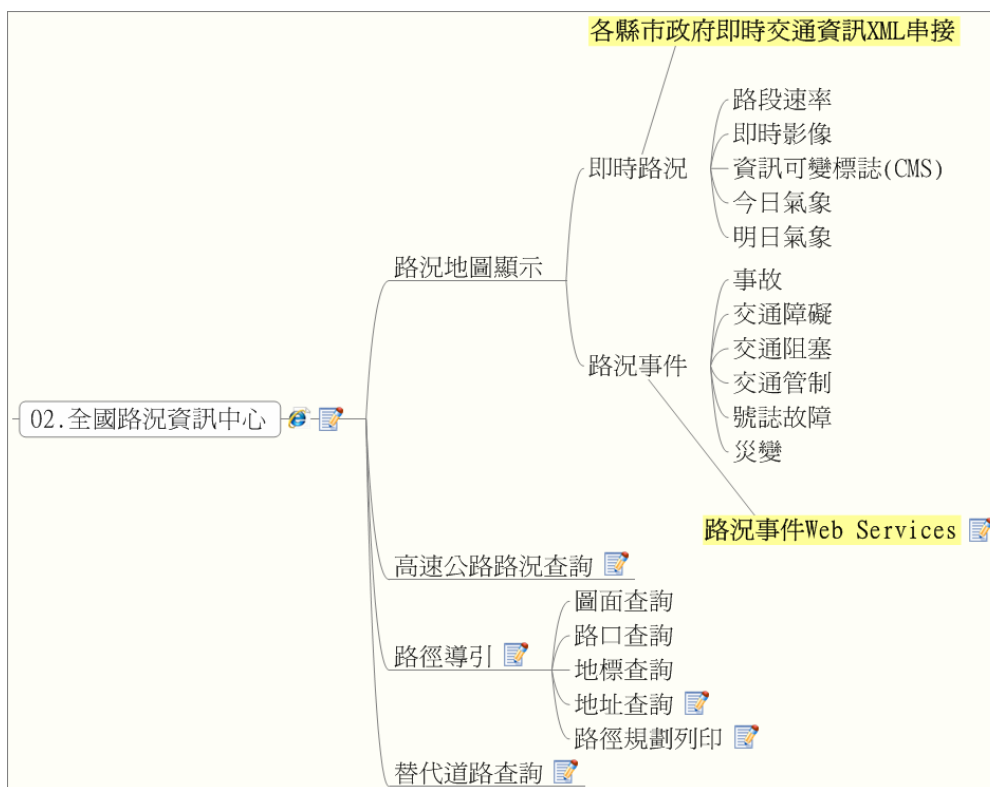 各縣市政府即時交通資訊XML串接
路段速率
即時影像
即時路況
資訊可變標誌(CMS)
今日氣象
明日氣象
路況地圖顯示
事故
交通障礙
交通阻塞
路況事件
交通管制
02.全國路況資訊中心
號誌故障
災變
路況事件Web Services
高速公路路況查詢
圖面查詢
路口查詢
路徑導引
地標查詢
地址查詢
路徑規劃列印
替代道路查詢